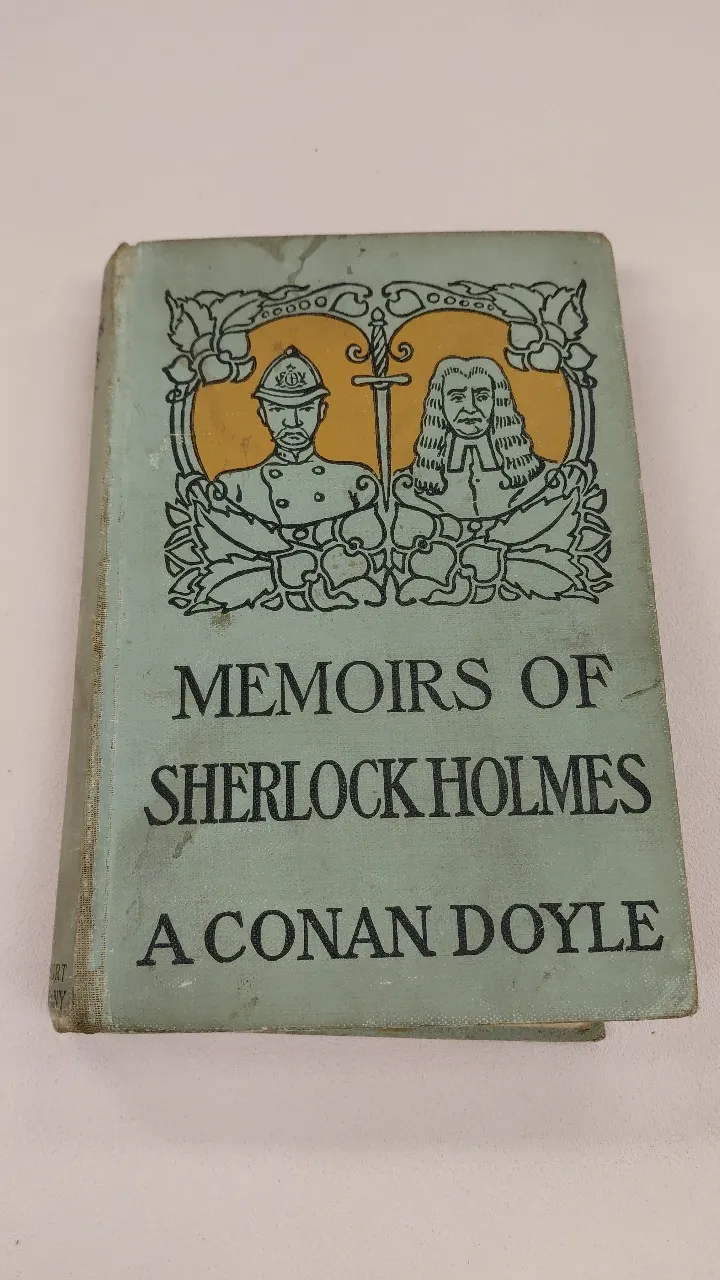 MEMOIRS OF
SHERLOCK HOLMES
A CONAN DOYLE